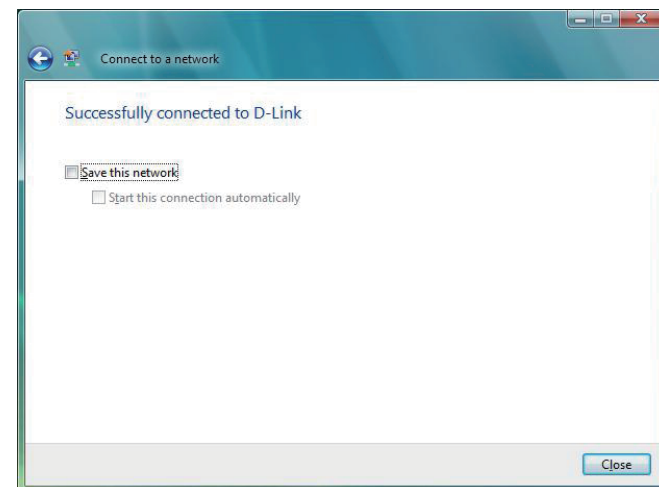 Connect to a network
Successfully connected to D-Link
Save this network
Start this connection automatically
Close